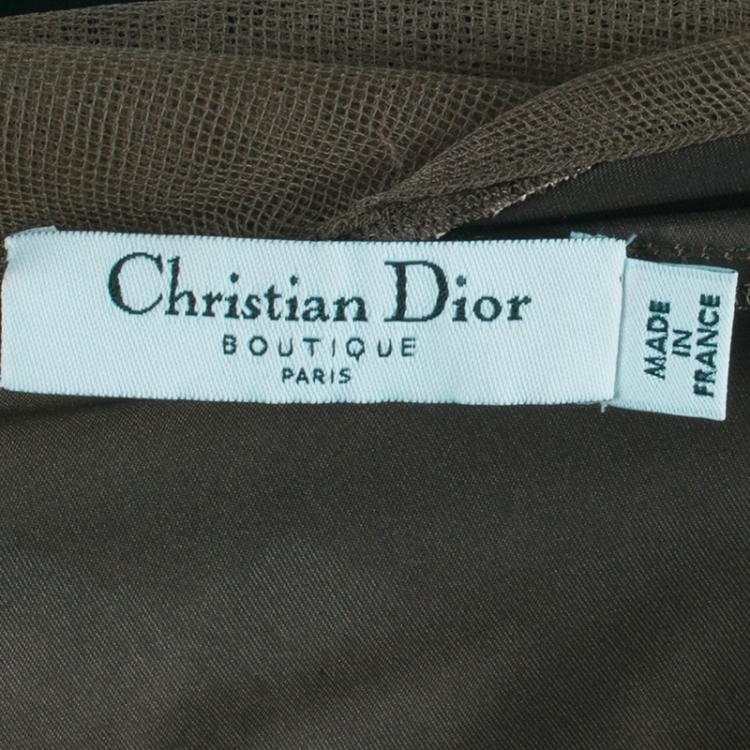 Christian Dior
BOUTIQUE
PARIS
MADE
IN
FRANCE